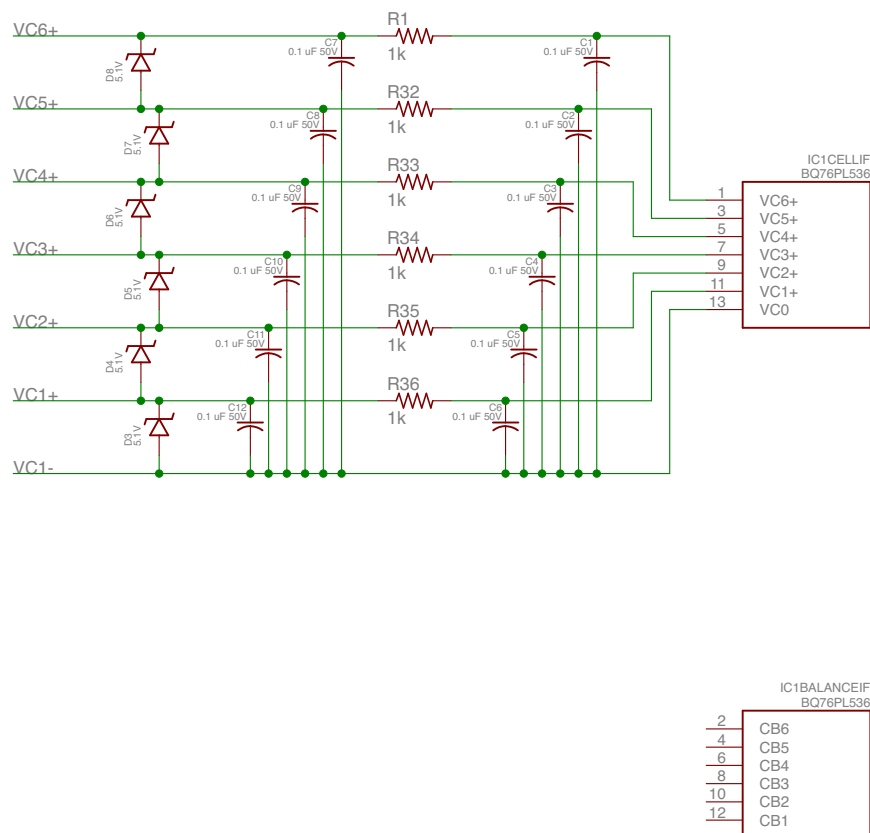 VC6+
R1
1k
C7
0.1 uF 50V
C1
0.1 uF 50V
D8
5.1V
VC5+
R32
1k
C8
0.1 uF 50V
C2
0.1 uF 50V
D7
5.1V
VC4+
R33
1k
C9
0.1 uF 50V
C3
0.1 uF 50V
D6
5.1V
VC3+
R34
1k
C10
0.1 uF 50V
C4
0.1 uF 50V
D5
5.1V
VC2+
R35
1k
C11
0.1 uF 50V
C5
0.1 uF 50V
D4
5.1V
VC1+
R36
1k
C12
0.1 uF 50V
C6
0.1 uF 50V
D3
5.1V
VC1-
IC1CELLIF
BQ76PL536
1 VC6+
3 VC5+
5 VC4+
7 VC3+
9 VC2+
11 VC1+
13 VC0
IC1BALANCEIF
BQ76PL536
2 CB6
4 CB5
6 CB4
8 CB3
10 CB2
12 CB1